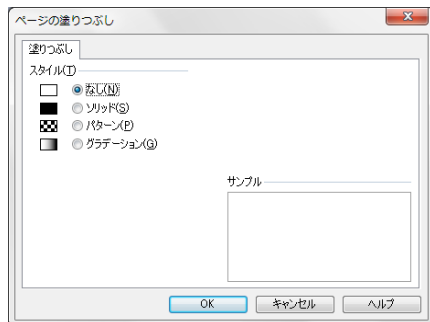 ページの塗りつぶし
塗りつぶし
スタイル(T)
なし(N)
ソリッド(S)
パターン(P)
グラデーション(G)
サンプル
OK
キャンセル
ヘルプ